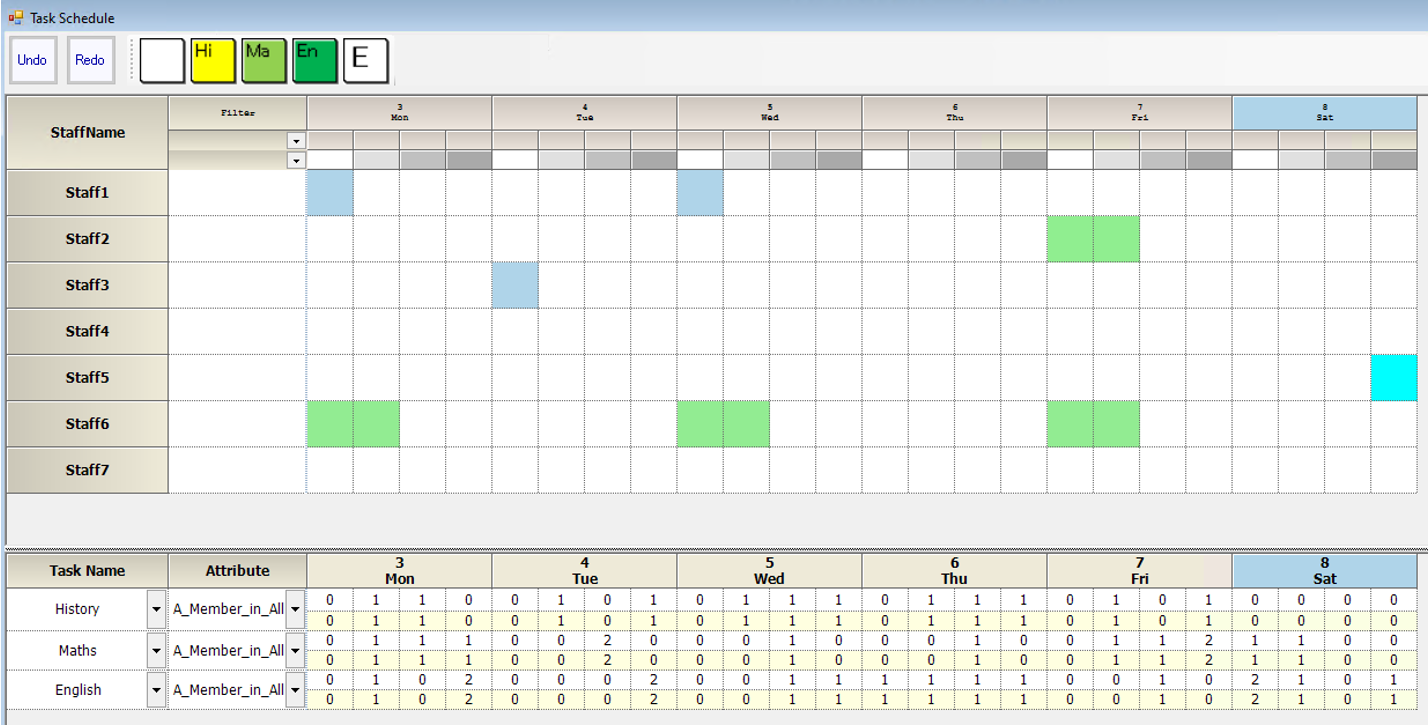 Task Schedule
Undo Redo Hi Ma En E
StaffName Filter 3 4 5 6 7 8
Mon Tue Wed Thu Fri Sat
Staff1
Staff2
Staff3
Staff4
Staff5
Staff6
Staff7
Task Name Attribute 3 4 5 6 7 8
Mon Tue Wed Thu Fri Sat
History A_Member_in_All 0 1 1 0 0 1 0 1 0 1 1 1 0 1 1 1 0 1 0 1 0 0 0 0
0 1 1 0 0 1 0 1 0 1 1 1 0 1 1 1 0 1 0 1 0 0 0 0
Maths A_Member_in_All 0 1 1 1 0 0 2 0 0 0 1 0 0 0 1 0 0 1 1 2 1 1 0 0
0 1 1 1 0 0 2 0 0 0 1 0 0 0 1 0 0 1 1 2 1 1 0 0
English A_Member_in_All 0 1 0 2 0 0 0 2 0 0 1 1 1 1 1 1 0 0 1 0 2 1 0 1
0 1 0 2 0 0 0 2 0 0 1 1 1 1 1 1 0 0 1 0 2 1 0 1